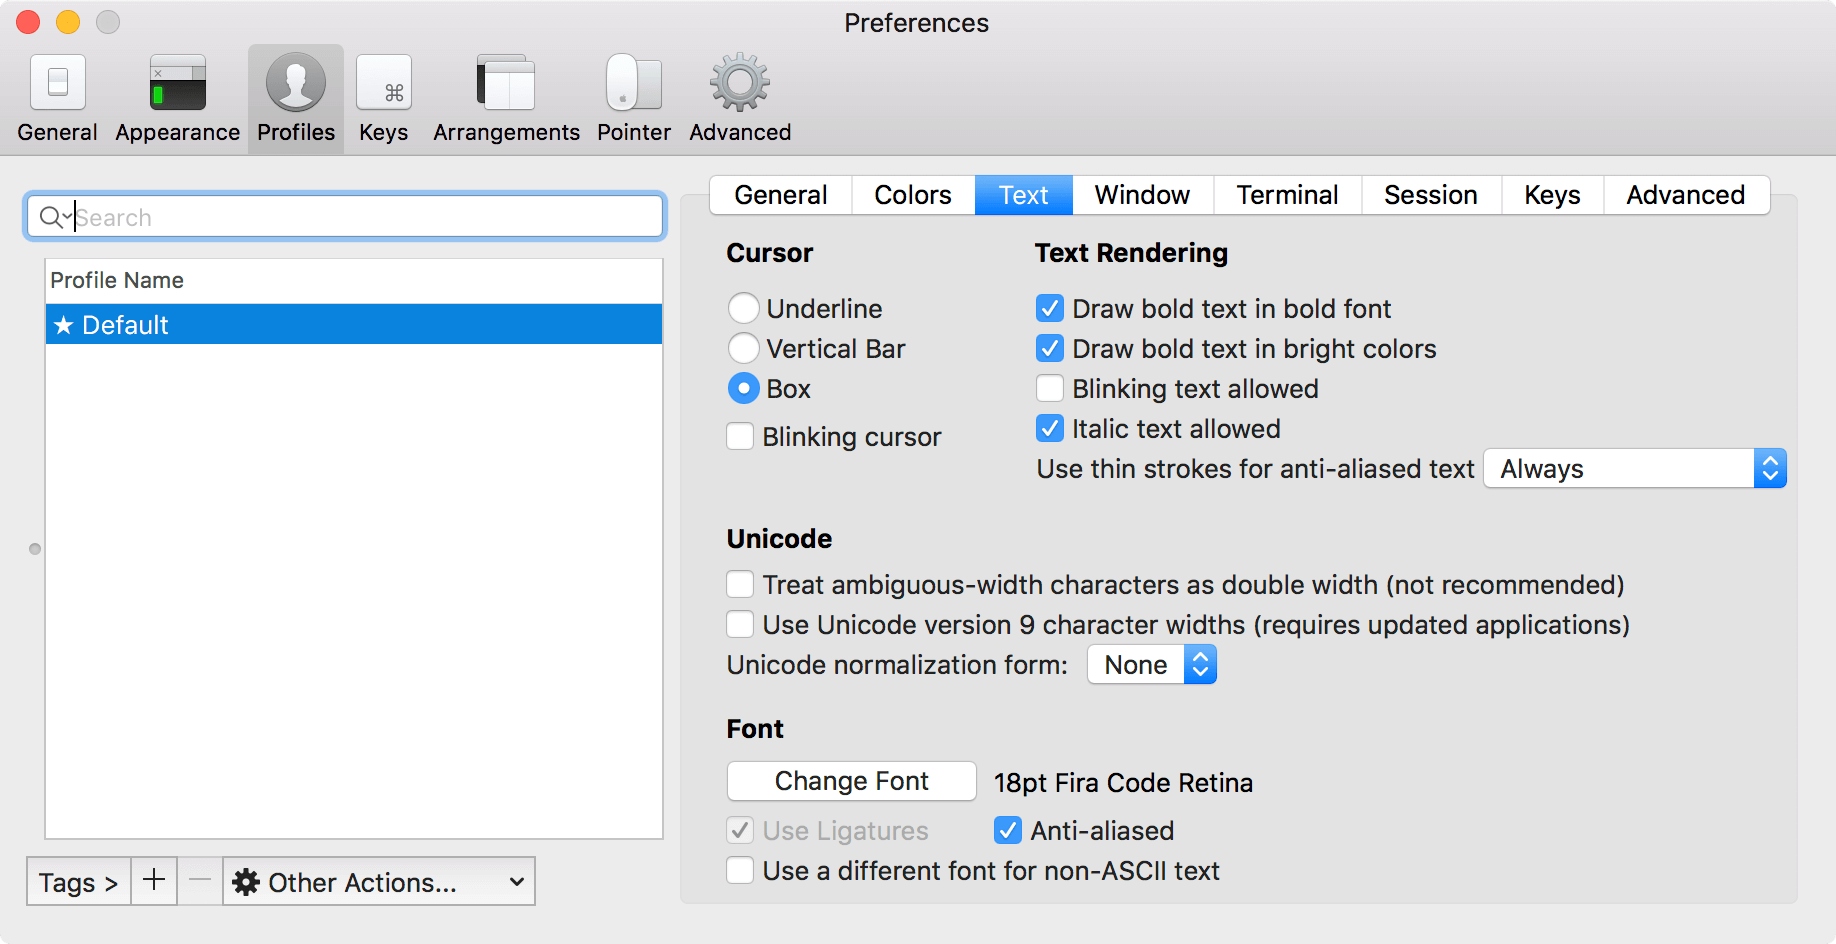 Preferences
General Appearance Profiles Keys Arrangements Pointer Advanced
Search
Profile Name
★ Default
Tags > + − Other Actions...
General Colors Text Window Terminal Session Keys Advanced
Cursor
Underline
Vertical Bar
Box
Blinking cursor
Text Rendering
Draw bold text in bold font
Draw bold text in bright colors
Blinking text allowed
Italic text allowed
Use thin strokes for anti-aliased text Always
Unicode
Treat ambiguous-width characters as double width (not recommended)
Use Unicode version 9 character widths (requires updated applications)
Unicode normalization form: None
Font
Change Font 18pt Fira Code Retina
Use Ligatures Anti-aliased
Use a different font for non-ASCII text